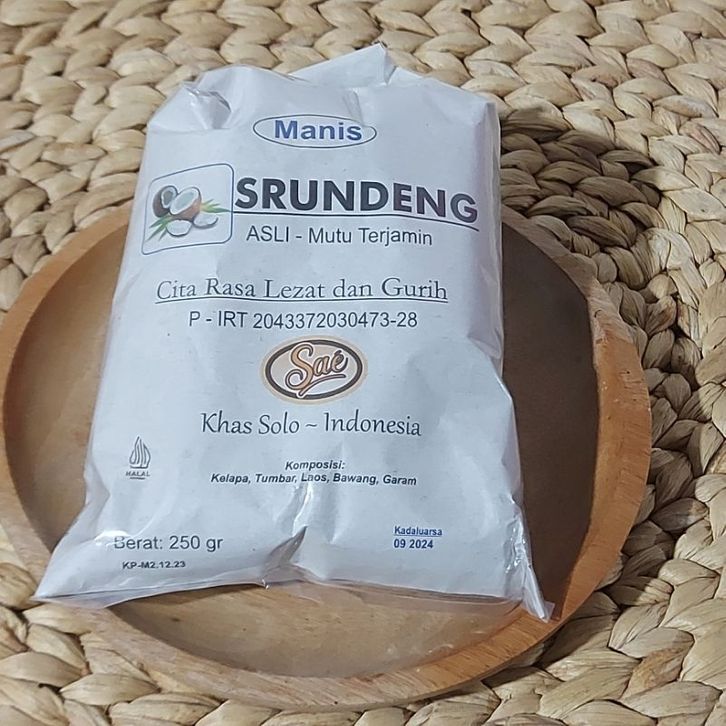 Manis
SRUNDENG
ASLI - Mutu Terjamin
Cita Rasa Lezat dan Gurih
P - IRT 2043372030473-28
Saé
Khas Solo ~ Indonesia
HALAL
Komposisi:
Kelapa, Tumbar, Laos, Bawang, Garam
Berat: 250 gr
KP-M2.12.23
Kadaluarsa
09 2024